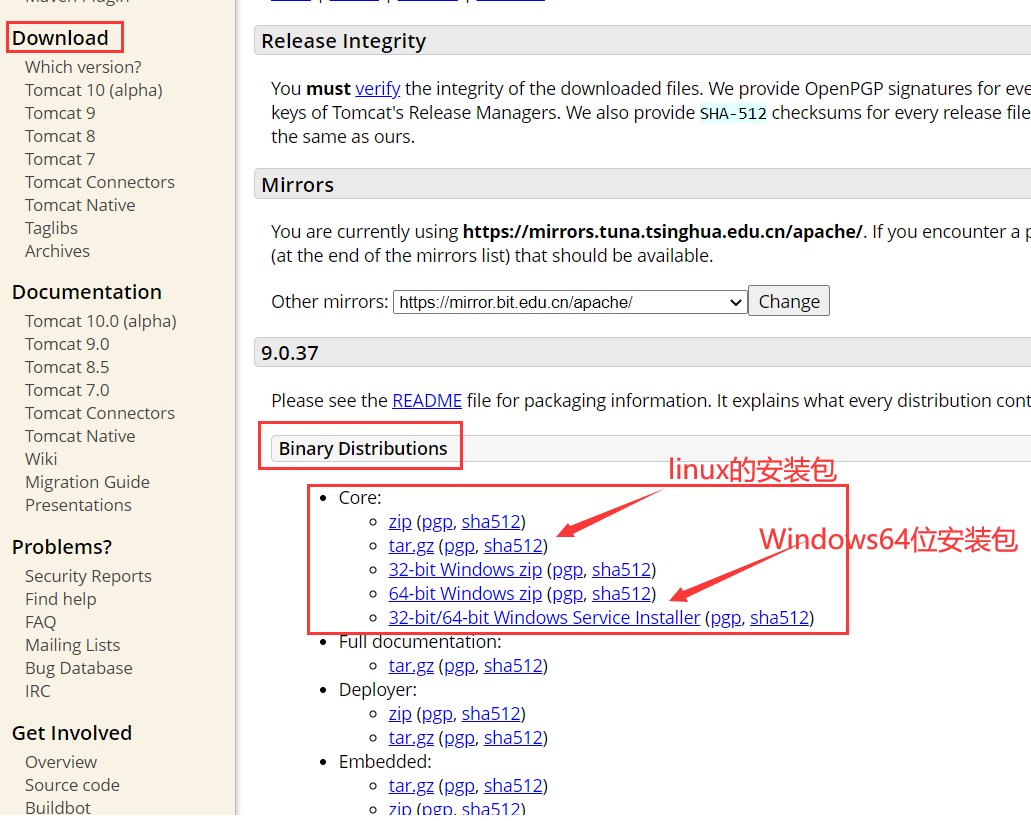 Maven Plugin
Download
Which version?
Tomcat 10 (alpha)
Tomcat 9
Tomcat 8
Tomcat 7
Tomcat Connectors
Tomcat Native
Taglibs
Archives
Documentation
Tomcat 10.0 (alpha)
Tomcat 9.0
Tomcat 8.5
Tomcat 7.0
Tomcat Connectors
Tomcat Native
Wiki
Migration Guide
Presentations
Problems?
Security Reports
Find help
FAQ
Mailing Lists
Bug Database
IRC
Get Involved
Overview
Source code
Buildbot
Release Integrity
You must verify the integrity of the downloaded files. We provide OpenPGP signatures for eve
keys of Tomcat's Release Managers. We also provide SHA-512 checksums for every release file
the same as ours.
Mirrors
You are currently using https://mirrors.tuna.tsinghua.edu.cn/apache/. If you encounter a p
(at the end of the mirrors list) that should be available.
Other mirrors: https://mirror.bit.edu.cn/apache/ Change
9.0.37
Please see the README file for packaging information. It explains what every distribution cont
Binary Distributions
linux的安装包
Core:
zip (pgp, sha512)
Windows64位安装包
tar.gz (pgp, sha512)
32-bit Windows zip (pgp, sha512)
64-bit Windows zip (pgp, sha512)
32-bit/64-bit Windows Service Installer (pgp, sha512)
Full documentation:
tar.gz (pgp, sha512)
Deployer:
zip (pgp, sha512)
tar.gz (pgp, sha512)
Embedded:
tar.gz (pgp, sha512)
zip (pgp, sha512)